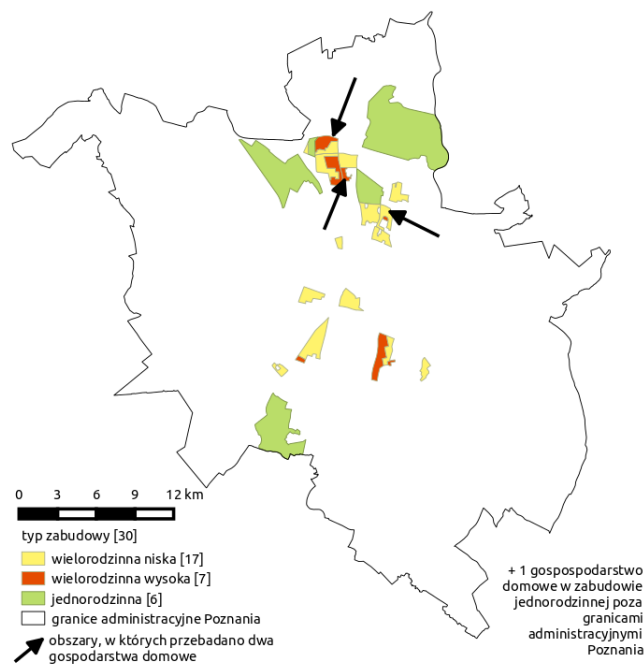 0 3 6 9 12 km
typ zabudowy [30]
wielorodzinna niska [17]
wielorodzinna wysoka [7]
jednorodzinna [6]
granice administracyjne Poznania
obszary, w których przebadano dwa
gospodarstwa domowe
+ 1 gospospodarstwo
domowe w zabudowie
jednorodzinnej poza
granicami
administracyjnymi
Poznania